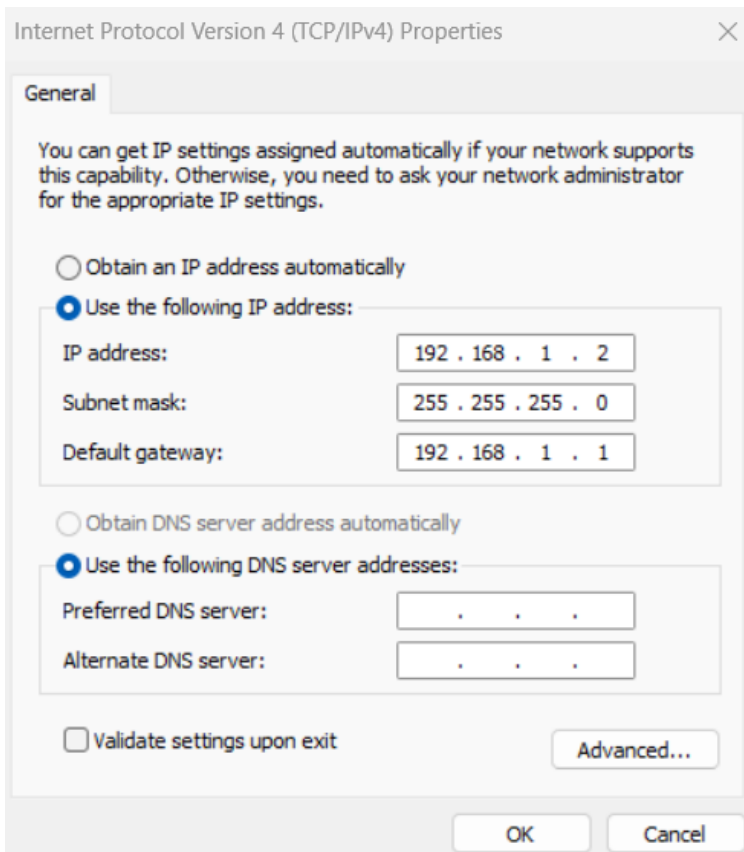 Internet Protocol Version 4 (TCP/IPv4) Properties
General
You can get IP settings assigned automatically if your network supports
this capability. Otherwise, you need to ask your network administrator
for the appropriate IP settings.
Obtain an IP address automatically
Use the following IP address:
IP address: 192 . 168 . 1 . 2
Subnet mask: 255 . 255 . 255 . 0
Default gateway: 192 . 168 . 1 . 1
Obtain DNS server address automatically
Use the following DNS server addresses:
Preferred DNS server: . . .
Alternate DNS server: . . .
Validate settings upon exit
Advanced...
OK Cancel